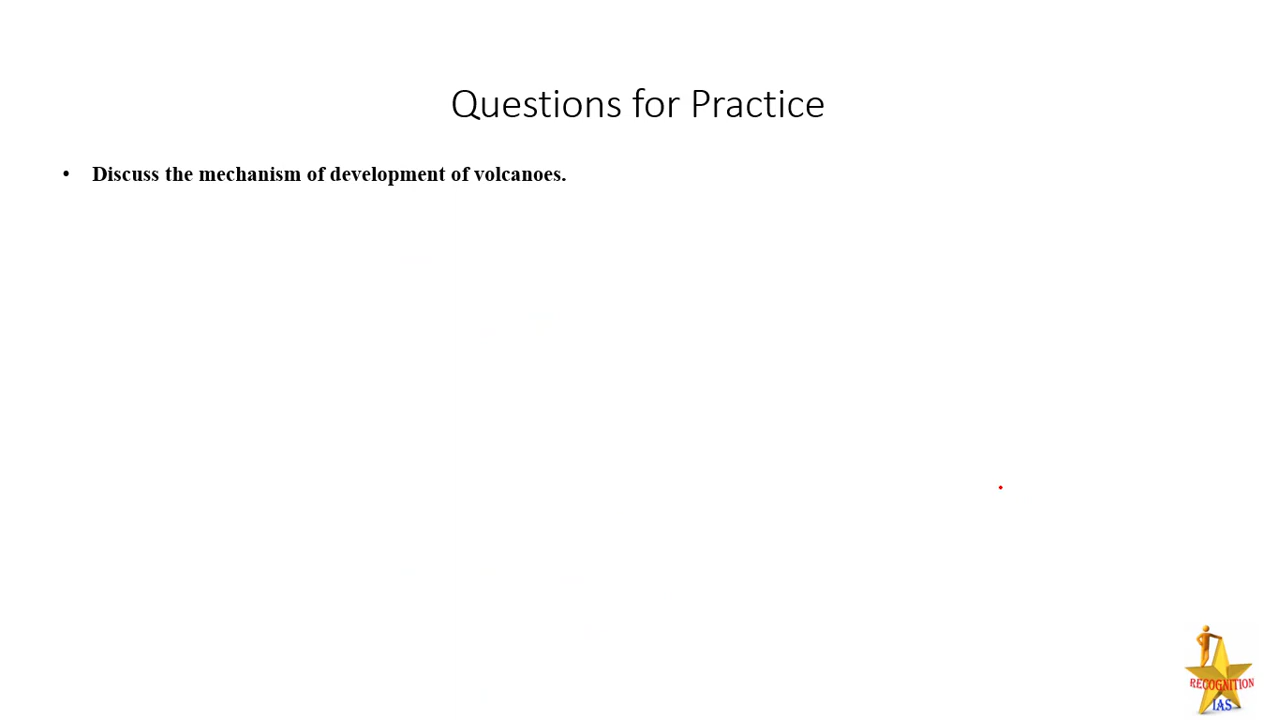 Questions for Practice
• Discuss the mechanism of development of volcanoes.
RECOGNITION
IAS